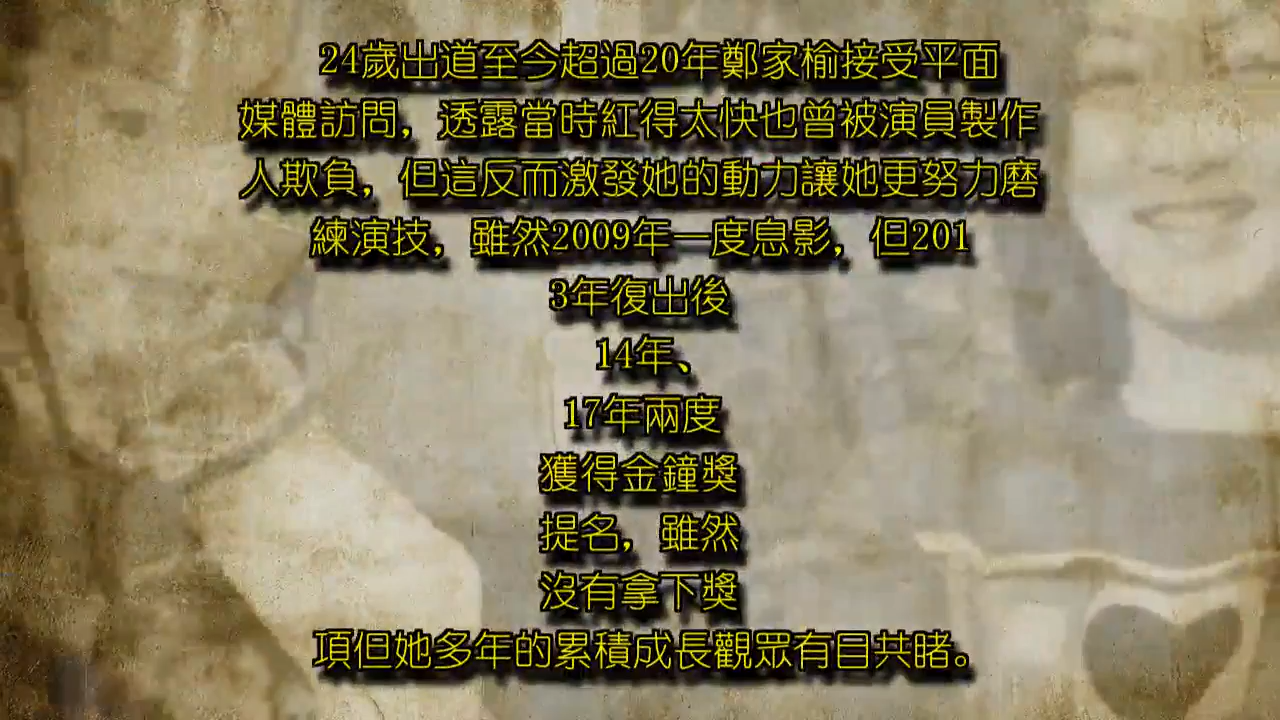 24歲出道至今超過20年鄭家榆接受平面
媒體訪問，透露當時紅得太快也曾被演員製作
人欺負，但這反而激發她的動力讓她更努力磨
練演技，雖然2009年一度息影，但201
3年復出後
14年、
17年兩度
獲得金鐘獎
提名，雖然
沒有拿下獎
項但她多年的累積成長觀眾有目共睹。